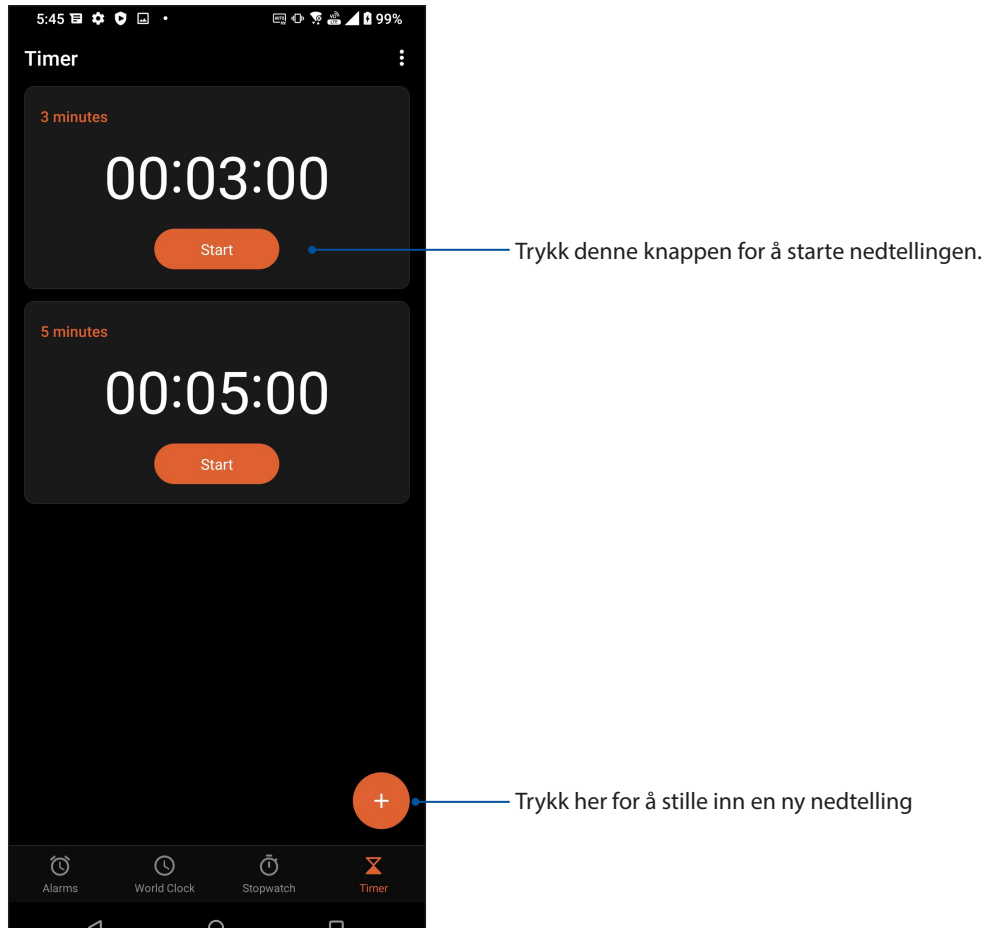 5:45 99%
Timer
3 minutes
00:03:00
Start
Trykk denne knappen for å starte nedtellingen.
5 minutes
00:05:00
Start
+
Trykk her for å stille inn en ny nedtelling
Alarms World Clock Stopwatch Timer